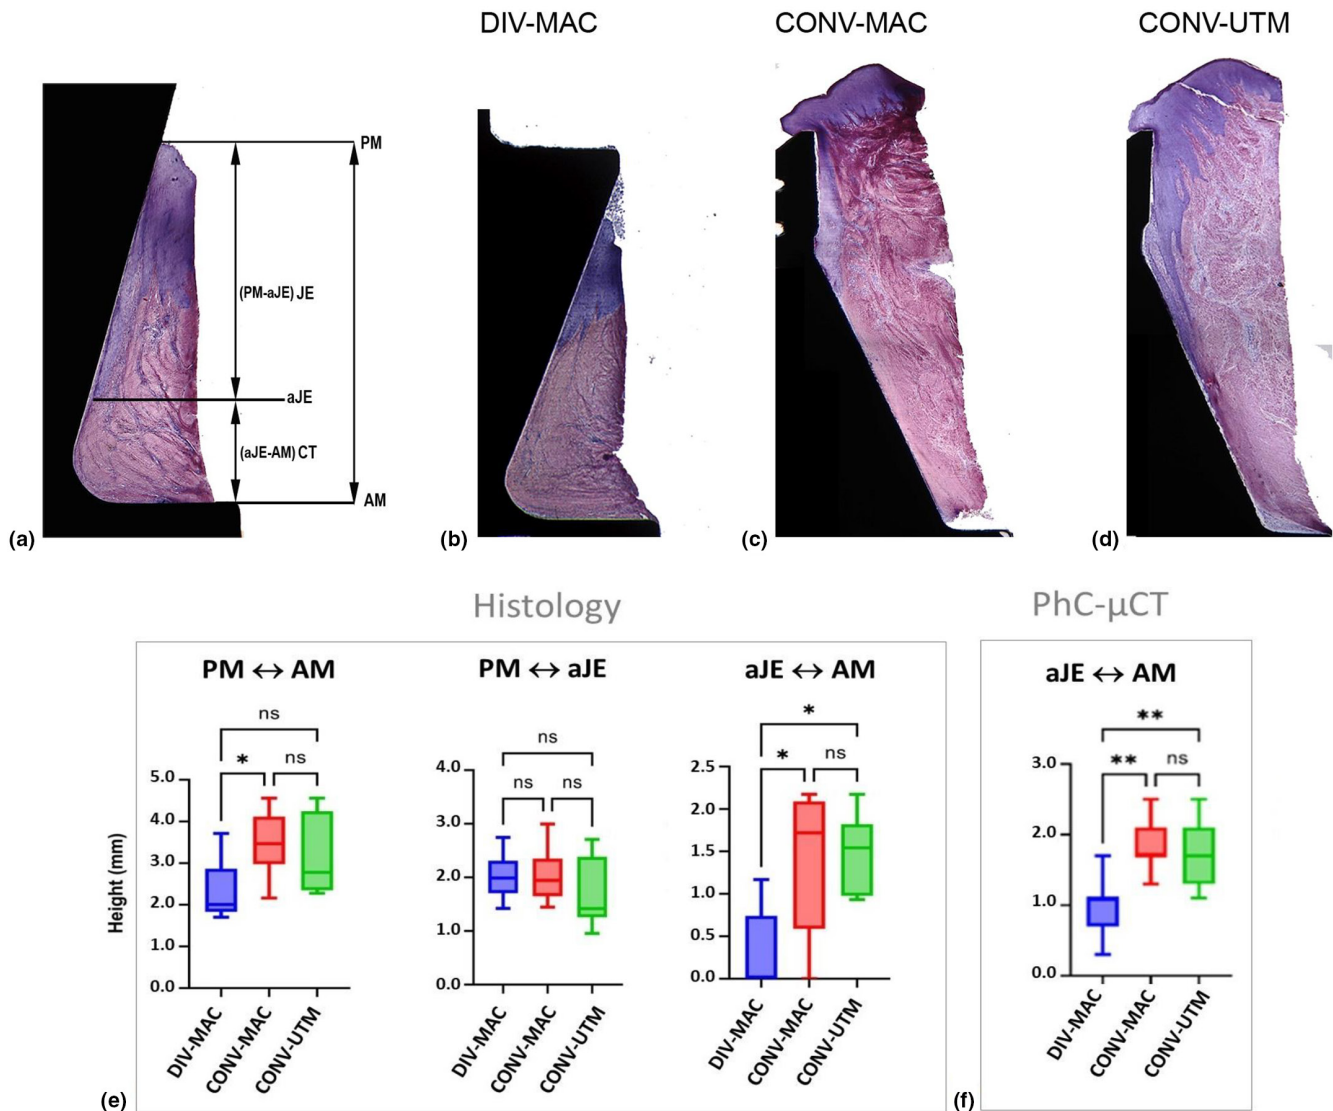 DIV-MAC
CONV-MAC
CONV-UTM
PM
(PM-aJE) JE
aJE
(aJE-AM) CT
AM
(a)
(b)
(c)
(d)
Histology
PhC-µCT
PM ↔ AM
PM ↔ aJE
aJE ↔ AM
aJE ↔ AM
Height (mm)
ns
*
ns
5.0
4.0
3.0
2.0
1.0
0.0
DIV-MAC
CONV-MAC
CONV-UTM
ns
ns
ns
4.0
3.0
2.0
1.0
0.0
DIV-MAC
CONV-MAC
CONV-UTM
*
*
ns
2.5
2.0
1.5
1.0
0.5
0.0
DIV-MAC
CONV-MAC
CONV-UTM
**
**
ns
3.0
2.0
1.0
0.0
DIV-MAC
CONV-MAC
CONV-UTM
(e)
(f)